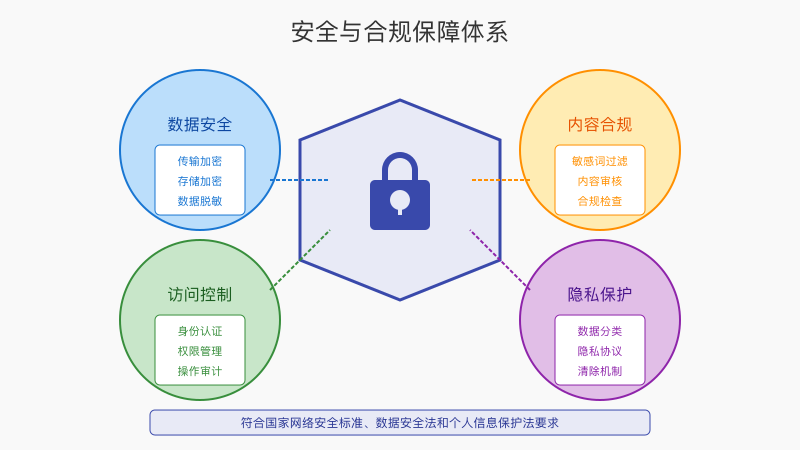 安全与合规保障体系
数据安全
传输加密
存储加密
数据脱敏
内容合规
敏感词过滤
内容审核
合规检查
访问控制
身份认证
权限管理
操作审计
隐私保护
数据分类
隐私协议
清除机制
符合国家网络安全标准、数据安全法和个人信息保护法要求